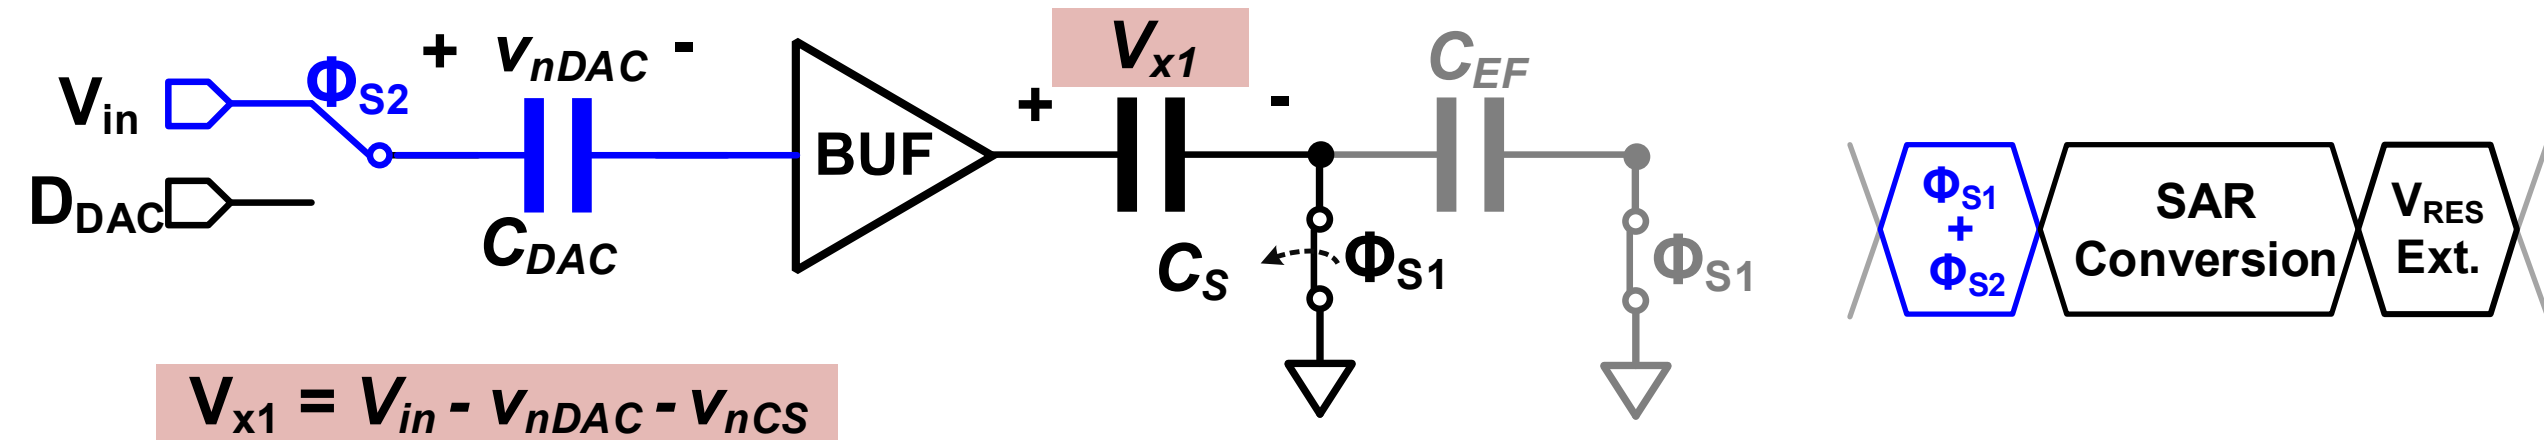 + vnDAC -
Vx1
CEF
Vin
ΦS2
+ -
BUF
DDAC
CDAC
CS
ΦS1
ΦS1
ΦS1
+
ΦS2
SAR
Conversion
VRES
Ext.
Vx1 = Vin - vnDAC - vnCS